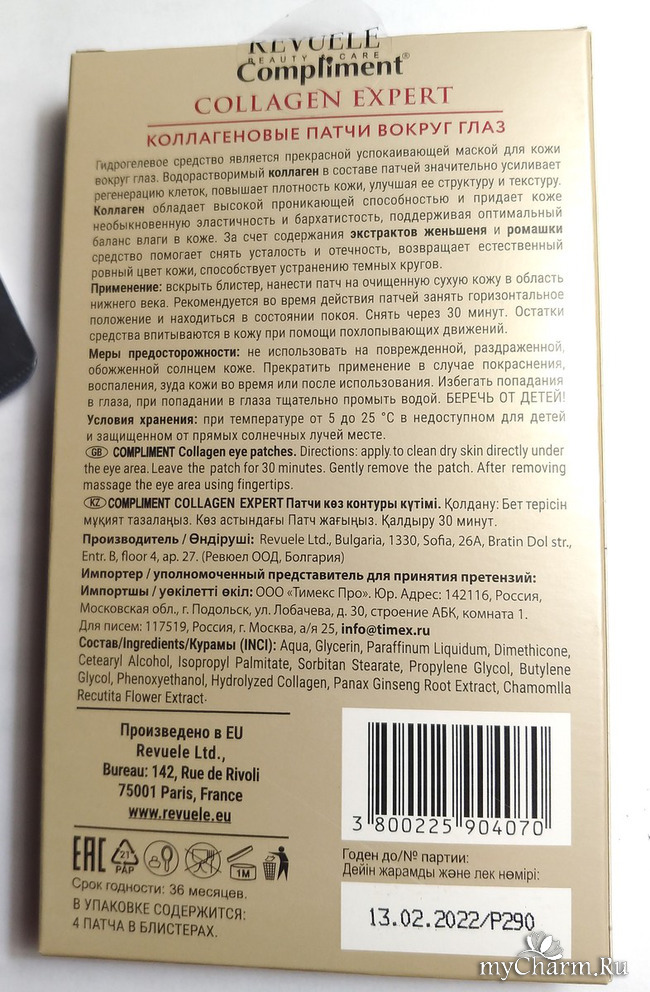 REVUELE
BEAUTY & CARE
Compliment®
COLLAGEN EXPERT
КОЛЛАГЕНОВЫЕ ПАТЧИ ВОКРУГ ГЛАЗ
Гидрогелевое средство является прекрасной успокаивающей маской для кожи
вокруг глаз. Водорастворимый коллаген в составе патчей значительно усиливает
регенерацию клеток, повышает плотность кожи, улучшая ее структуру и текстуру.
Коллаген обладает высокой проникающей способностью и придает коже
необыкновенную эластичность и бархатистость, поддерживая оптимальный
баланс влаги в коже. За счет содержания экстрактов женьшеня и ромашки
средство помогает снять усталость и отечность, возвращает естественный
ровный цвет кожи, способствует устранению темных кругов.
Применение: вскрыть блистер, нанести патч на очищенную сухую кожу в область
нижнего века. Рекомендуется во время действия патчей занять горизонтальное
положение и находиться в состоянии покоя. Снять через 30 минут. Остатки
средства впитываются в кожу при помощи похлопывающих движений.
Меры предосторожности: не использовать на поврежденной, раздраженной,
обожженной солнцем коже. Прекратить применение в случае покраснения,
воспаления, зуда кожи во время или после использования. Избегать попадания
в глаза, при попадании в глаза тщательно промыть водой. БЕРЕЧЬ ОТ ДЕТЕЙ!
Условия хранения: при температуре от 5 до 25 °C в недоступном для детей
и защищенном от прямых солнечных лучей месте.
GB COMPLIMENT Collagen eye patches. Directions: apply to clean dry skin directly under
the eye area. Leave the patch for 30 minutes. Gently remove the patch. After removing
massage the eye area using fingertips.
KZ COMPLIMENT COLLAGEN EXPERT Патчи көз контуры күтімі. Қолдану: Бет терісін
мұқият тазалаңыз. Көз астындағы Патч жағыңыз. Қалдыру 30 минут.
Производитель / Өндіруші: Revuele Ltd., Bulgaria, 1330, Sofia, 26A, Bratin Dol str.,
Entr. B, floor 4, ap. 27. (Ревюел ООД, Болгария)
Импортер / уполномоченный представитель для принятия претензий:
Импортшы / уөкілетті өкіл: ООО «Тимекс Про». Юр. Адрес: 142116, Россия,
Московская обл., г. Подольск, ул. Лобачева, д. 30, строение АБК, комната 1.
Для писем: 117519, Россия, г. Москва, а/я 25, info@timex.ru
Состав/Ingredients/Курамы (INCI): Aqua, Glycerin, Paraffinum Liquidum, Dimethicone,
Cetearyl Alcohol, Isopropyl Palmitate, Sorbitan Stearate, Propylene Glycol, Butylene
Glycol, Phenoxyethanol, Hydrolyzed Collagen, Panax Ginseng Root Extract, Chamomlla
Recutita Flower Extract.
Произведено в EU
Revuele Ltd.,
Bureau: 142, Rue de Rivoli
75001 Paris, France
www.revuele.eu
3 800225 904070
EAC
21
PAP
1M
Срок годности: 36 месяцев.
В УПАКОВКЕ СОДЕРЖИТСЯ:
4 ПАТЧА В БЛИСТЕРАХ.
Годен до/№ партии:
Дейін жарамды және лек нөмірі:
13.02.2022/P290
myCharm.Ru